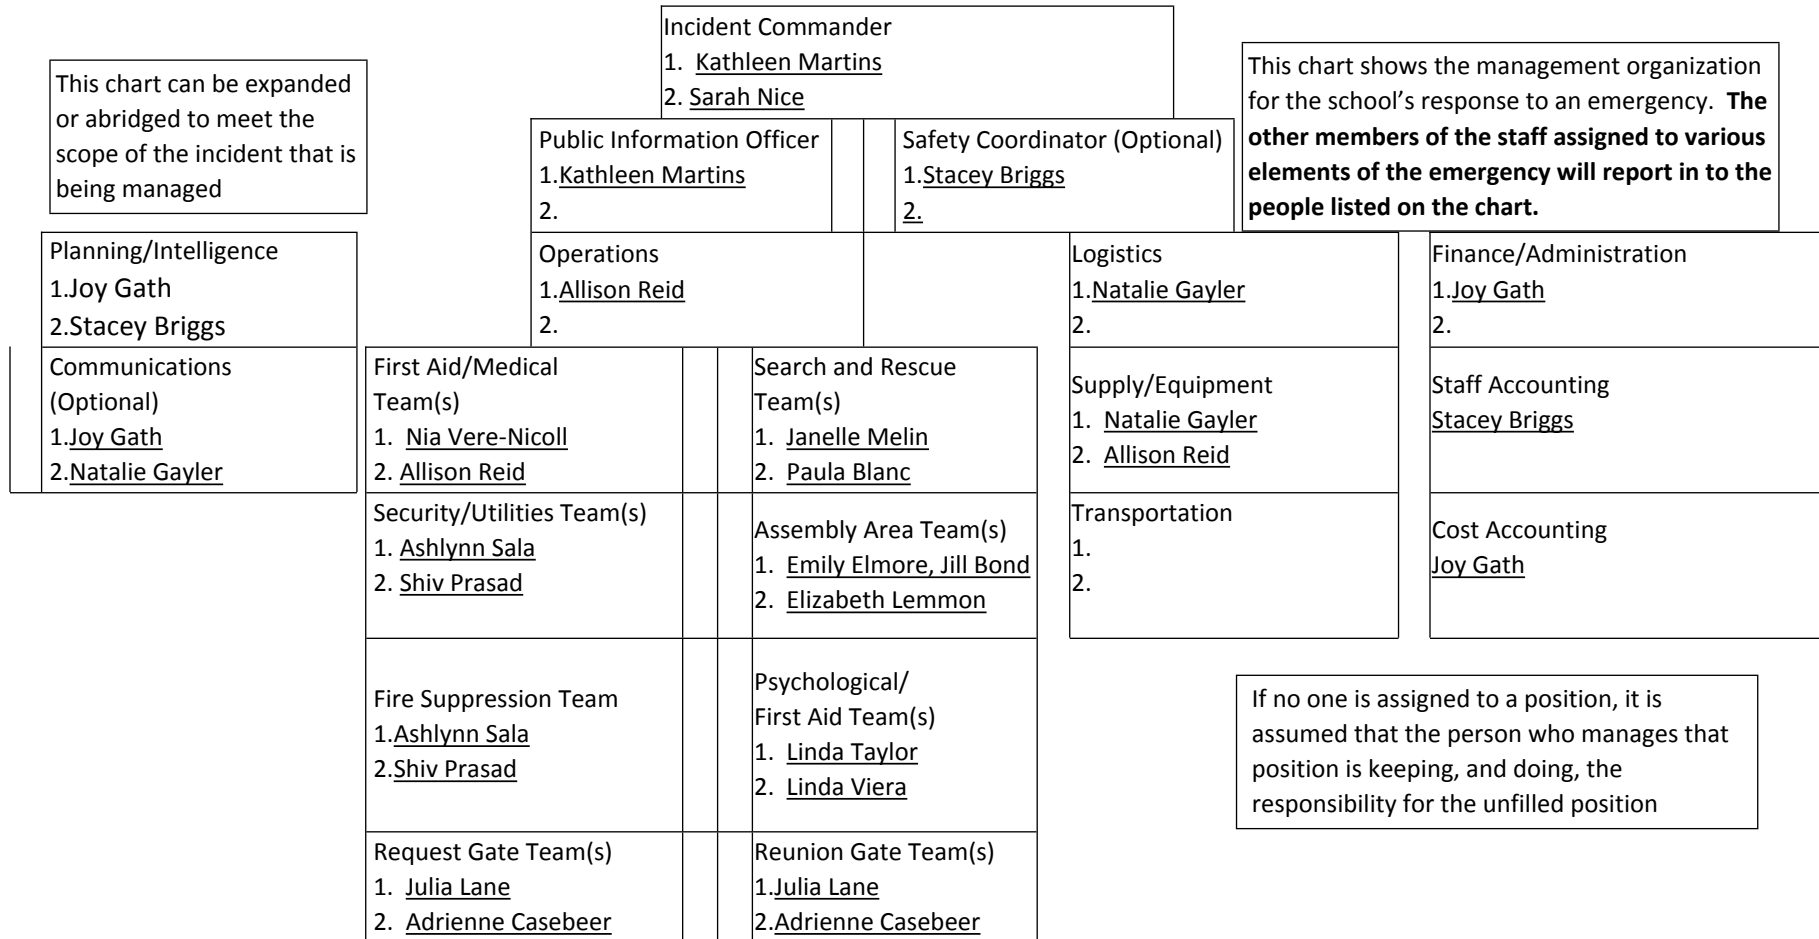 Incident Commander
1. Kathleen Martins
2. Sarah Nice
This chart can be expanded
or abridged to meet the
scope of the incident that is
being managed
This chart shows the management organization
for the school’s response to an emergency. The
other members of the staff assigned to various
elements of the emergency will report in to the
people listed on the chart.
Public Information Officer
1.Kathleen Martins
2.
Safety Coordinator (Optional)
1.Stacey Briggs
2.
Planning/Intelligence
1.Joy Gath
2.Stacey Briggs
Operations
1.Allison Reid
2.
Logistics
1.Natalie Gayler
2.
Finance/Administration
1.Joy Gath
2.
Communications
(Optional)
1.Joy Gath
2.Natalie Gayler
First Aid/Medical
Team(s)
1. Nia Vere-Nicoll
2. Allison Reid
Search and Rescue
Team(s)
1. Janelle Melin
2. Paula Blanc
Supply/Equipment
1. Natalie Gayler
2. Allison Reid
Staff Accounting
Stacey Briggs
Security/Utilities Team(s)
1. Ashlynn Sala
2. Shiv Prasad
Assembly Area Team(s)
1. Emily Elmore, Jill Bond
2. Elizabeth Lemmon
Transportation
1.
2.
Cost Accounting
Joy Gath
Fire Suppression Team
1.Ashlynn Sala
2.Shiv Prasad
Psychological/
First Aid Team(s)
1. Linda Taylor
2. Linda Viera
If no one is assigned to a position, it is
assumed that the person who manages that
position is keeping, and doing, the
responsibility for the unfilled position
Request Gate Team(s)
1. Julia Lane
2. Adrienne Casebeer
Reunion Gate Team(s)
1.Julia Lane
2.Adrienne Casebeer